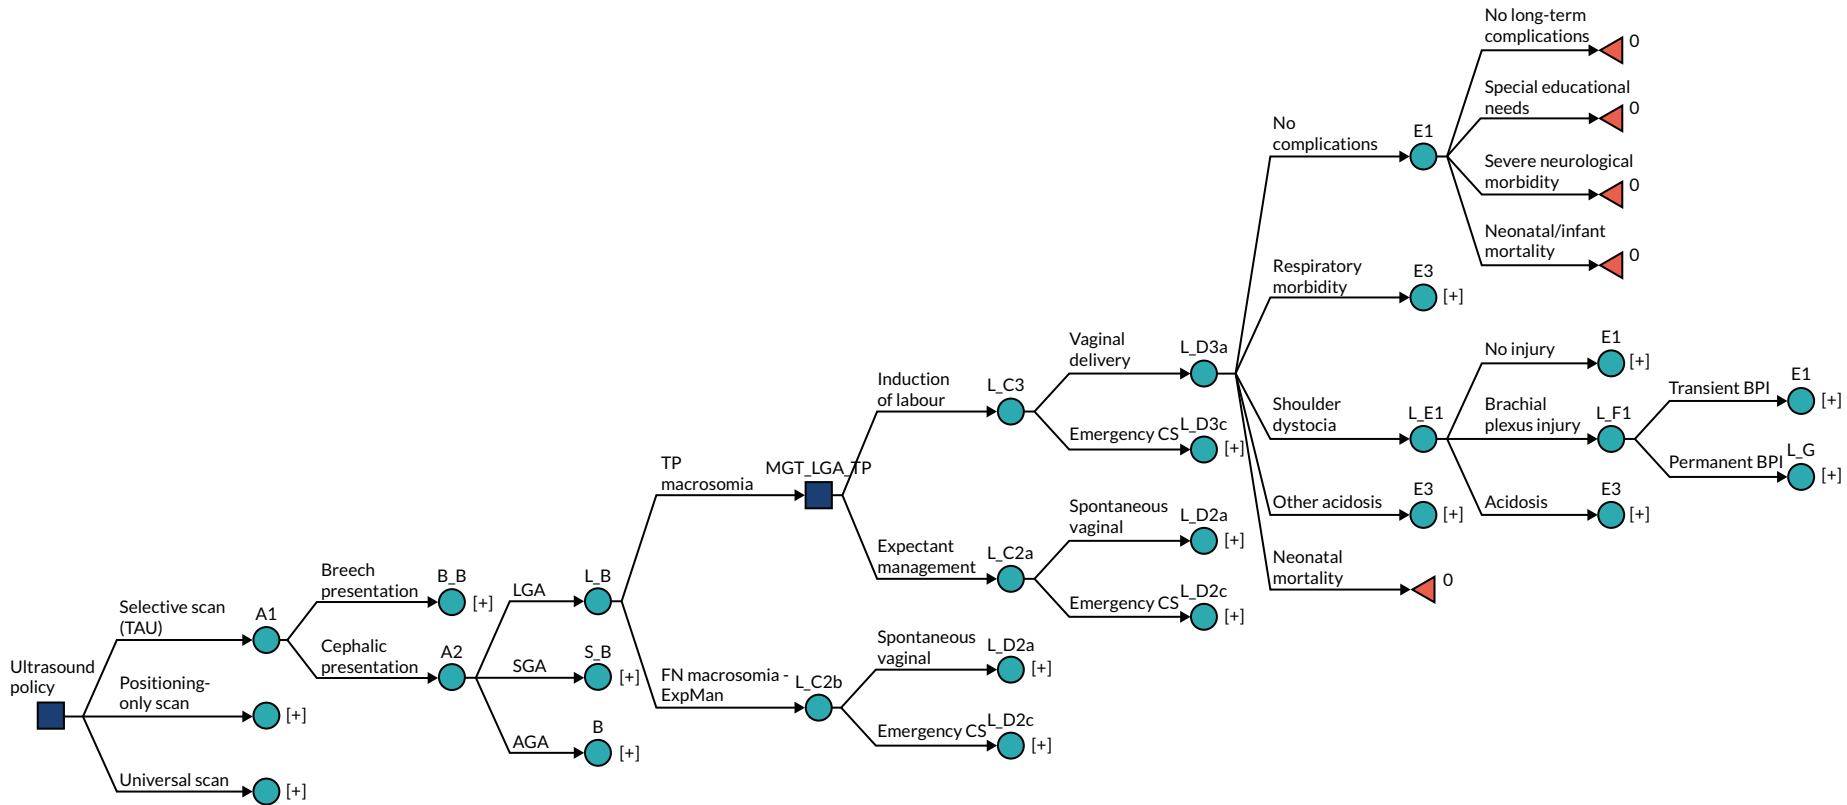 Ultrasound
policy
Selective scan
(TAU)
A1
Positioning-
only scan
[+]
Universal scan
[+]
Breech
presentation
B_B
[+]
Cephalic
presentation
A2
LGA
L_B
SGA
S_B
[+]
AGA
B
[+]
TP
macrosomia
MGT_LGA_TP
FN macrosomia -
ExpMan
L_C2b
Induction
of labour
L_C3
Expectant
management
L_C2a
Spontaneous
vaginal
L_D2a
[+]
Emergency CS
L_D2c
[+]
Vaginal
delivery
L_D3a
Emergency CS
L_D3c
[+]
Spontaneous
vaginal
L_D2a
[+]
Emergency CS
L_D2c
[+]
No
complications
E1
Respiratory
morbidity
E3
[+]
Shoulder
dystocia
L_E1
Other acidosis
E3
[+]
Neonatal
mortality
0
No long-term
complications
0
Special educational
needs
0
Severe neurological
morbidity
0
Neonatal/infant
mortality
0
No injury
E1
[+]
Brachial
plexus injury
L_F1
Acidosis
E3
[+]
Transient BPI
E1
[+]
Permanent BPI
L_G
[+]